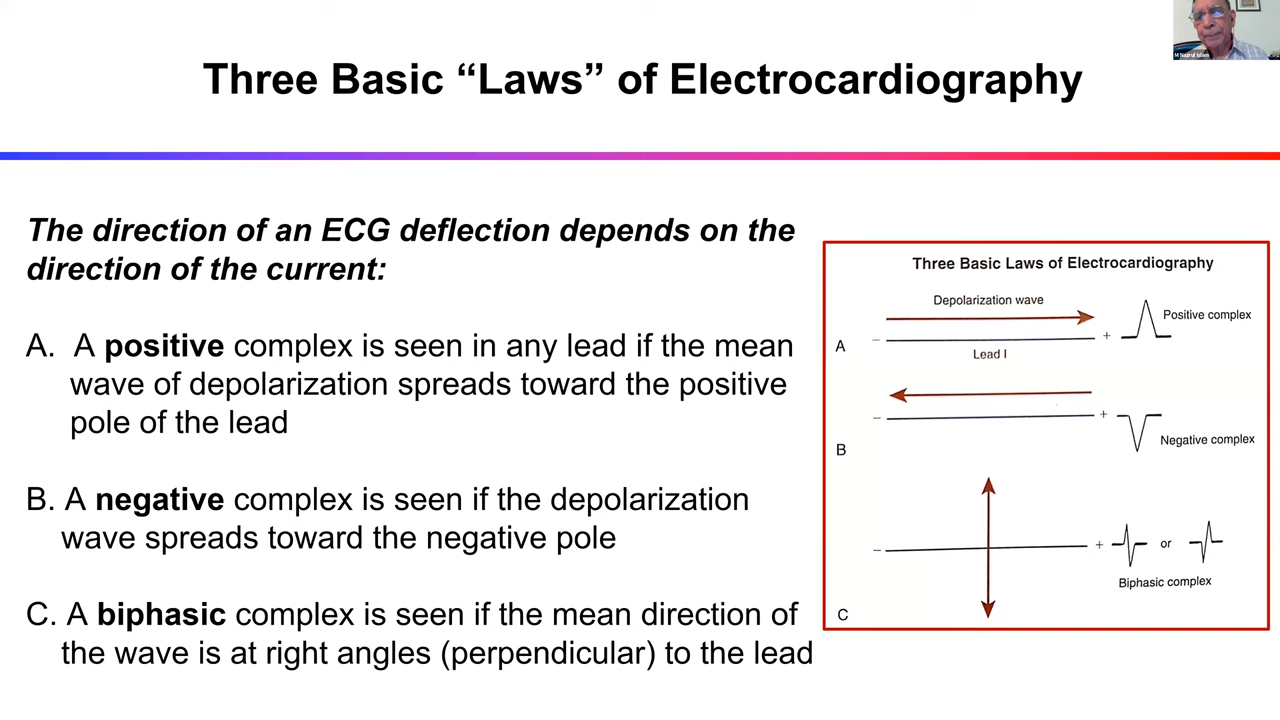 M Nazrul Islam
Three Basic “Laws” of Electrocardiography
The direction of an ECG deflection depends on the
direction of the current:
A. A positive complex is seen in any lead if the mean
wave of depolarization spreads toward the positive
pole of the lead
B. A negative complex is seen if the depolarization
wave spreads toward the negative pole
C. A biphasic complex is seen if the mean direction of
the wave is at right angles (perpendicular) to the lead
Three Basic Laws of Electrocardiography
Depolarization wave
Positive complex
− +
A
Lead I
− +
Negative complex
B
− + or
Biphasic complex
C